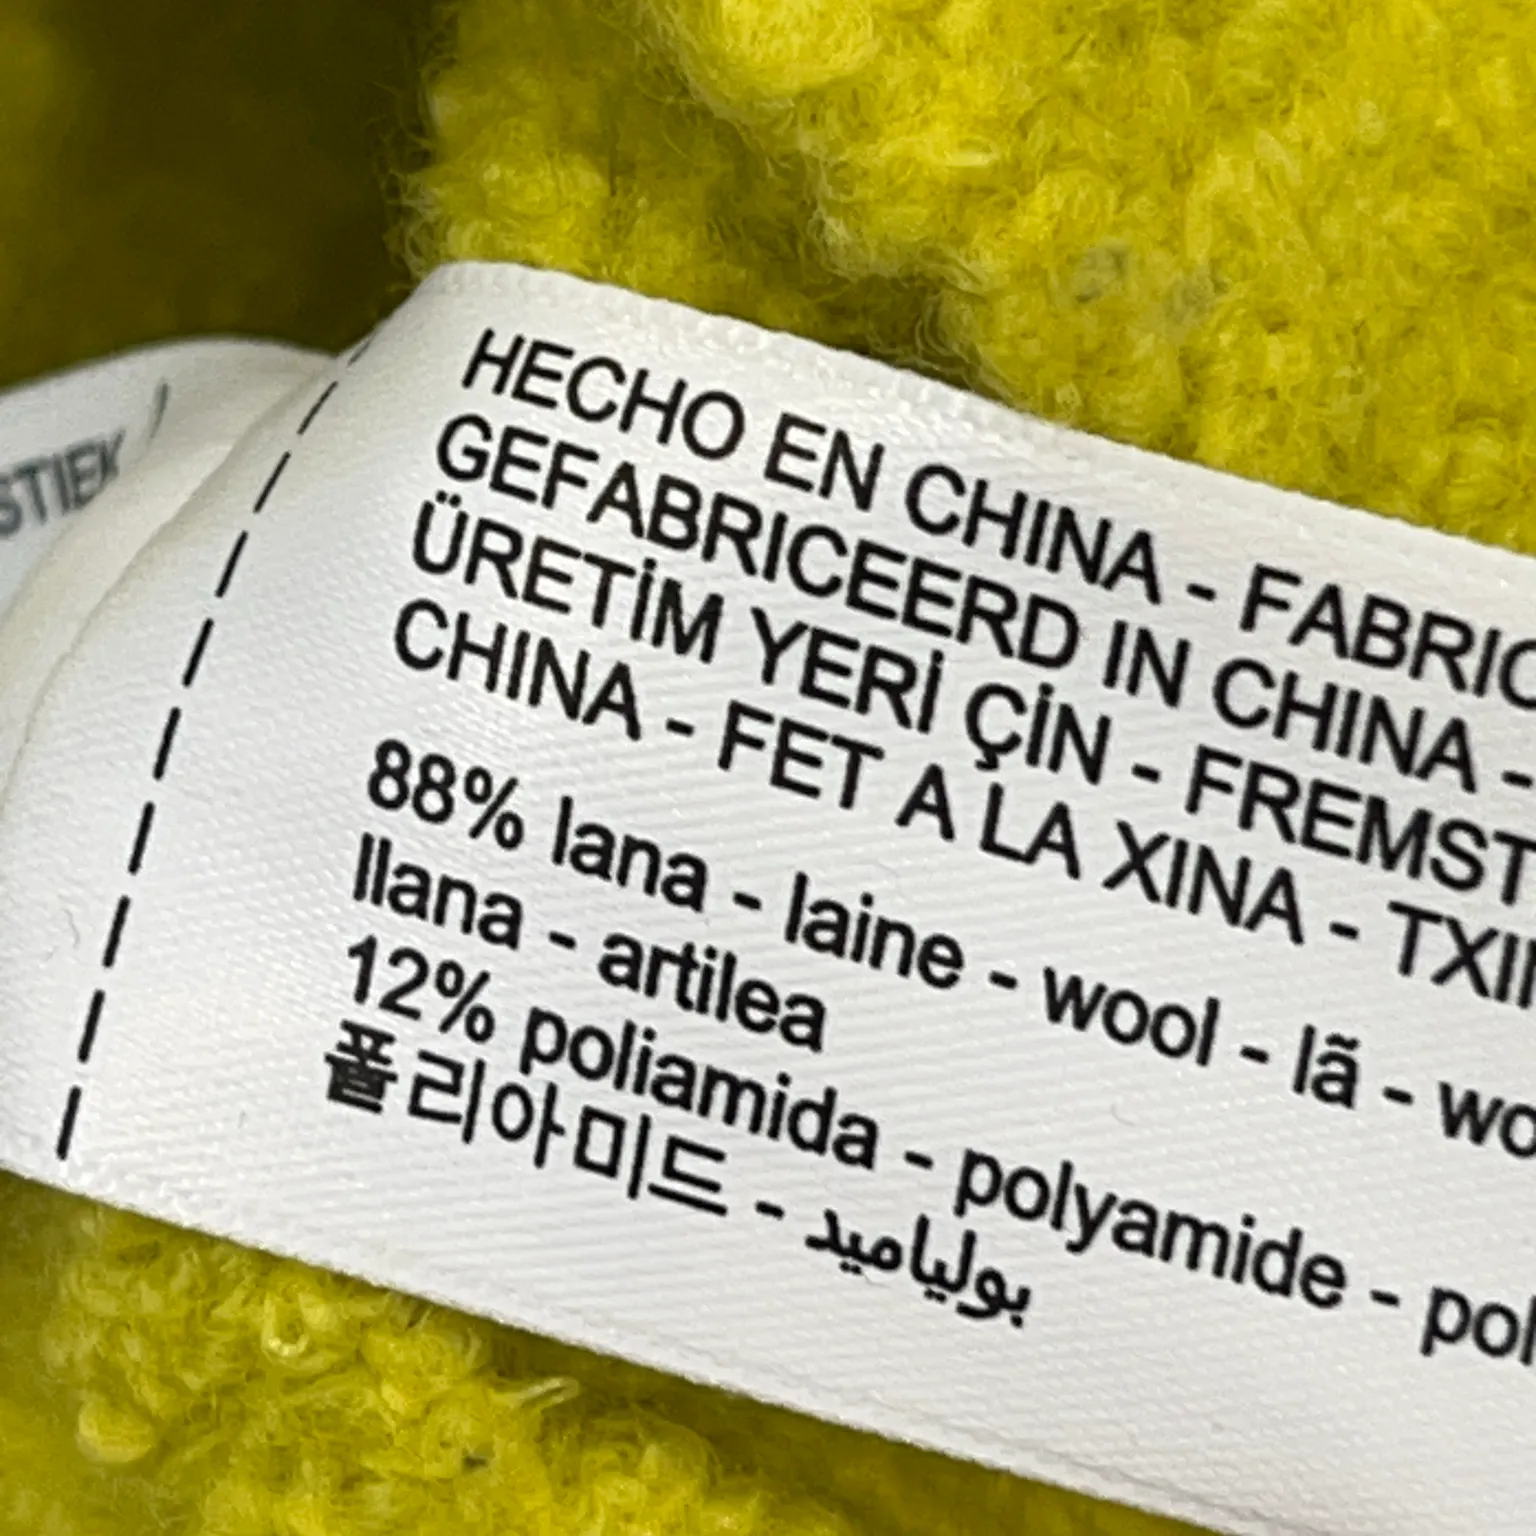 STIEK
HECHO EN CHINA - FABRIC
GEFABRICEERD IN CHINA -
ÜRETİM YERİ ÇİN - FREMST
CHINA - FET A LA XINA - TXI
88% lana - laine - wool - lã - wo
llana - artilea
12% poliamida - polyamide - pol
폴리아미드 - بولياميد